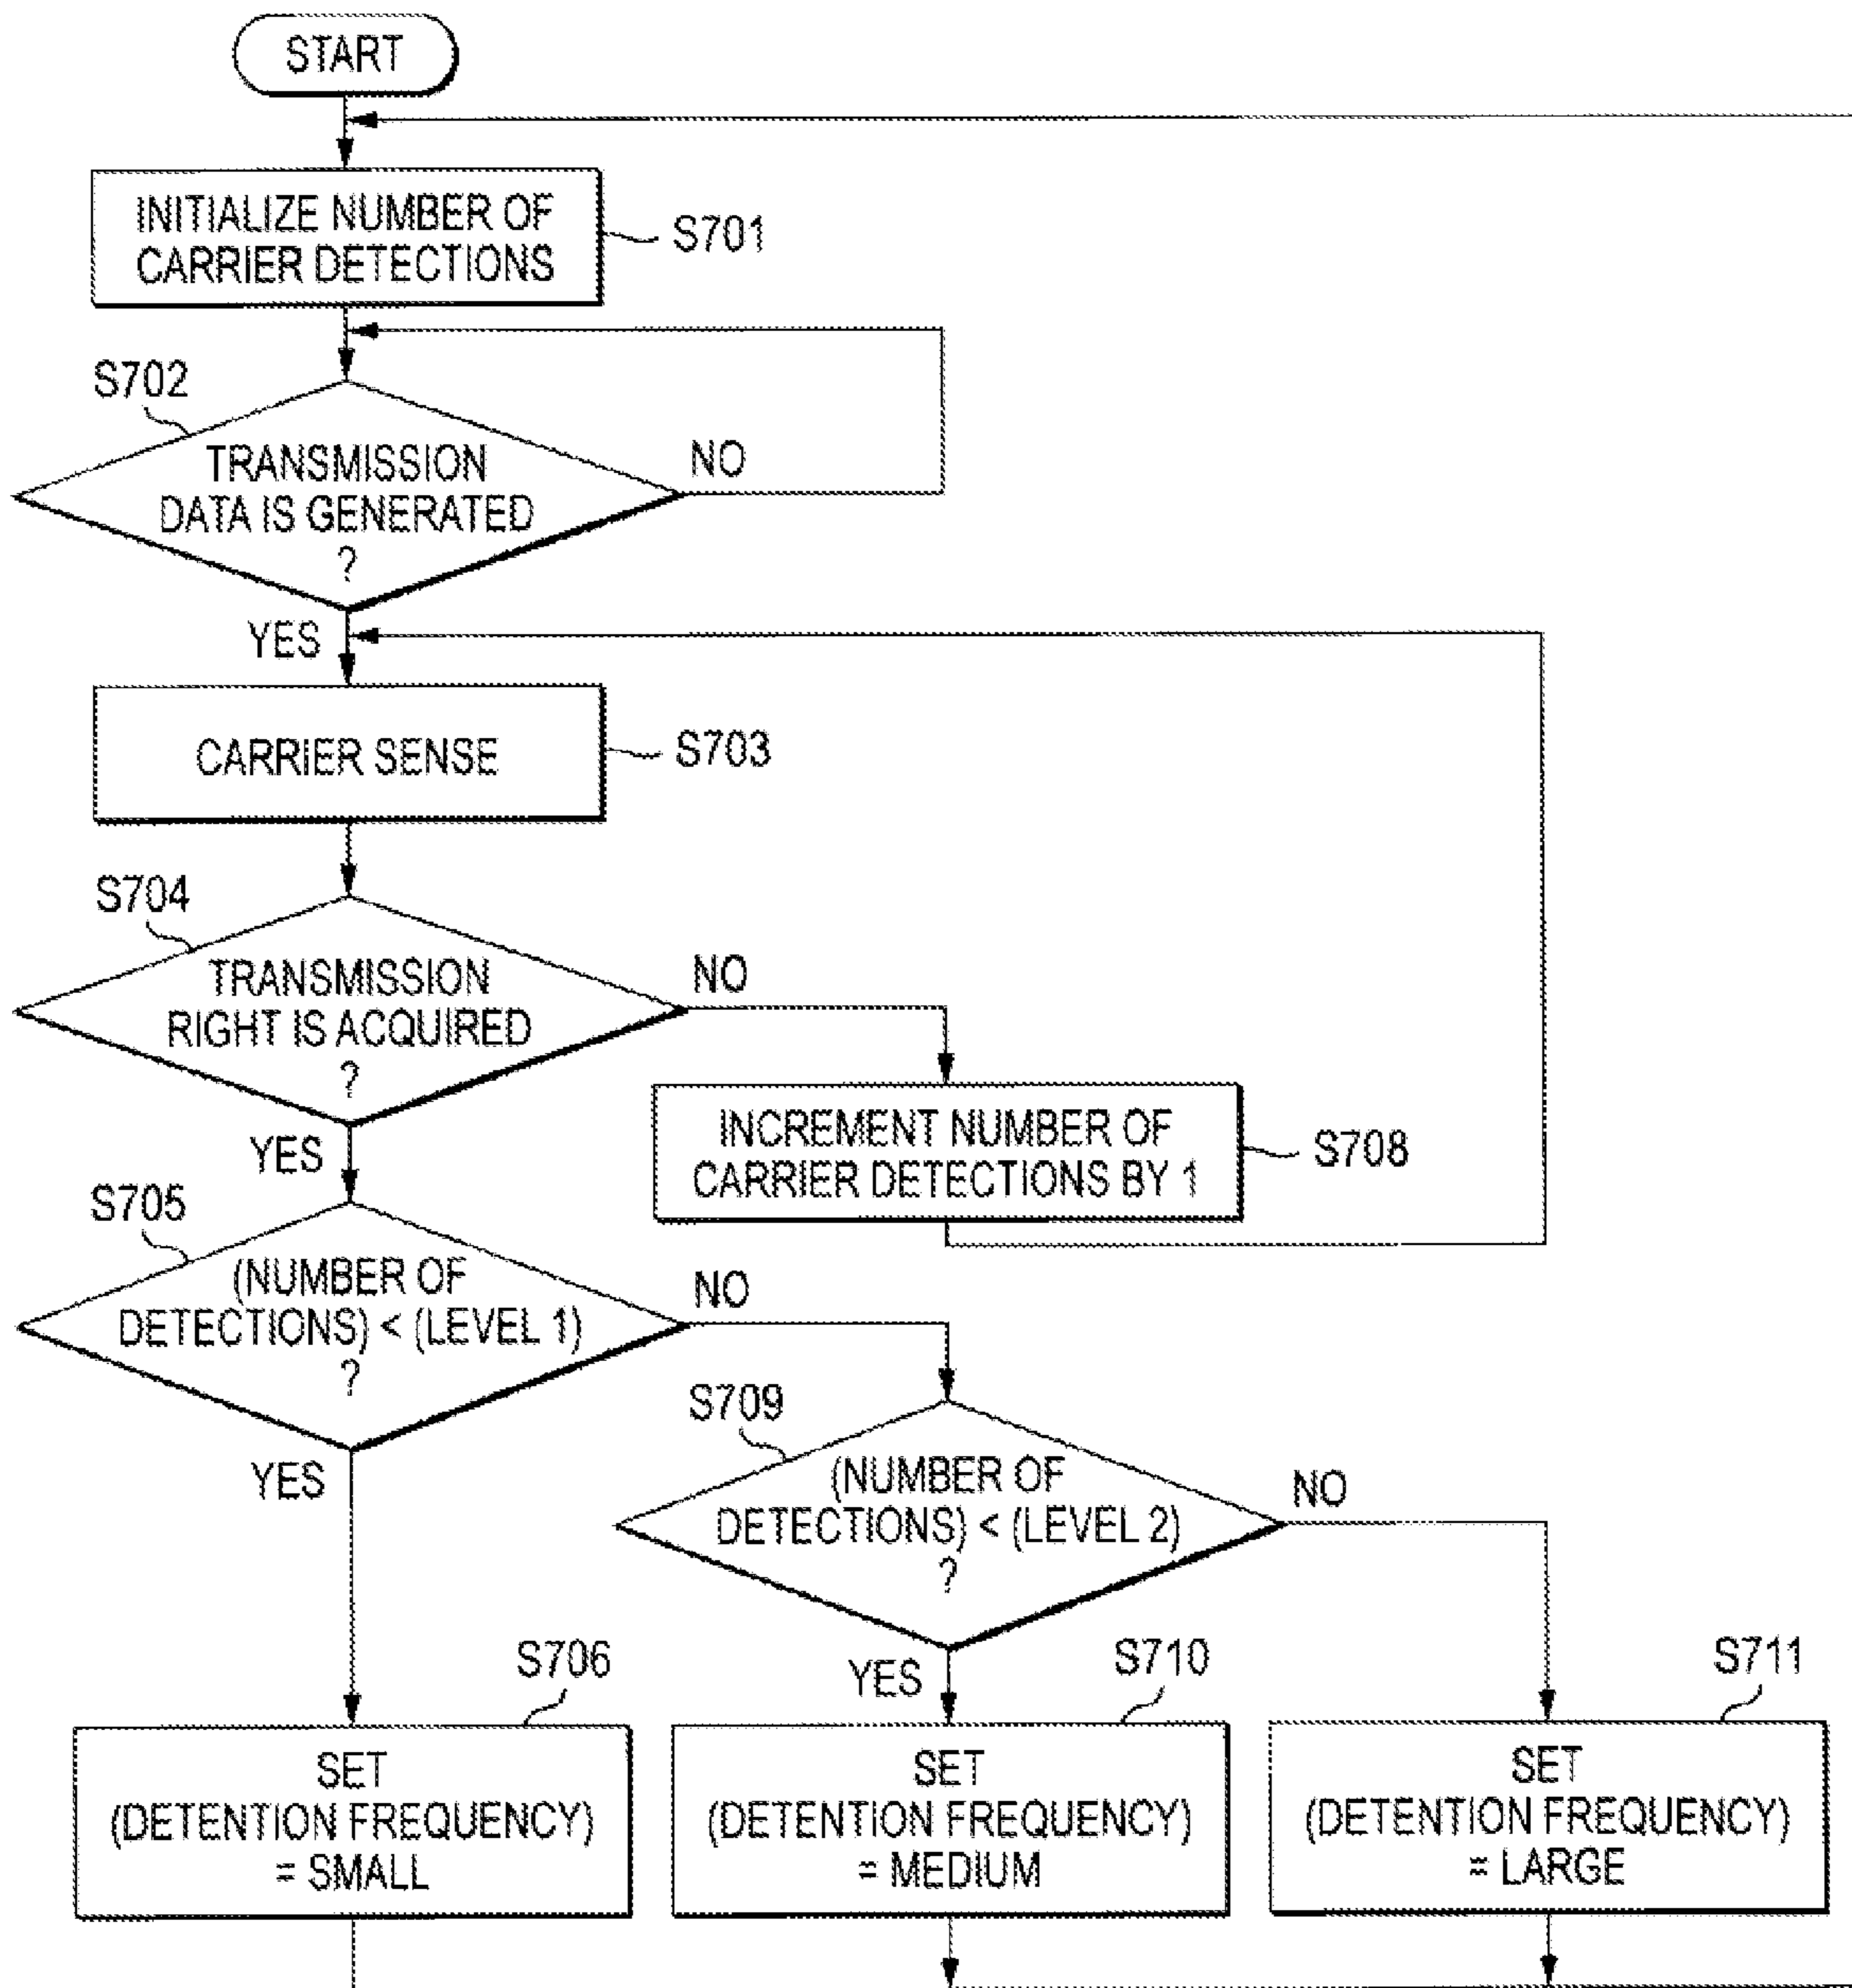 START
INITIALIZE NUMBER OF
CARRIER DETECTIONS
S701
S702
TRANSMISSION
DATA IS GENERATED
?
NO
YES
CARRIER SENSE
S703
S704
TRANSMISSION
RIGHT IS ACQUIRED
?
NO
YES
INCREMENT NUMBER OF
CARRIER DETECTIONS BY 1
S708
S705
(NUMBER OF
DETECTIONS) < (LEVEL 1)
?
NO
YES
S709
(NUMBER OF
DETECTIONS) < (LEVEL 2)
?
NO
YES
S706
SET
(DETENTION FREQUENCY)
= SMALL
S710
SET
(DETENTION FREQUENCY)
= MEDIUM
S711
SET
(DETENTION FREQUENCY)
= LARGE